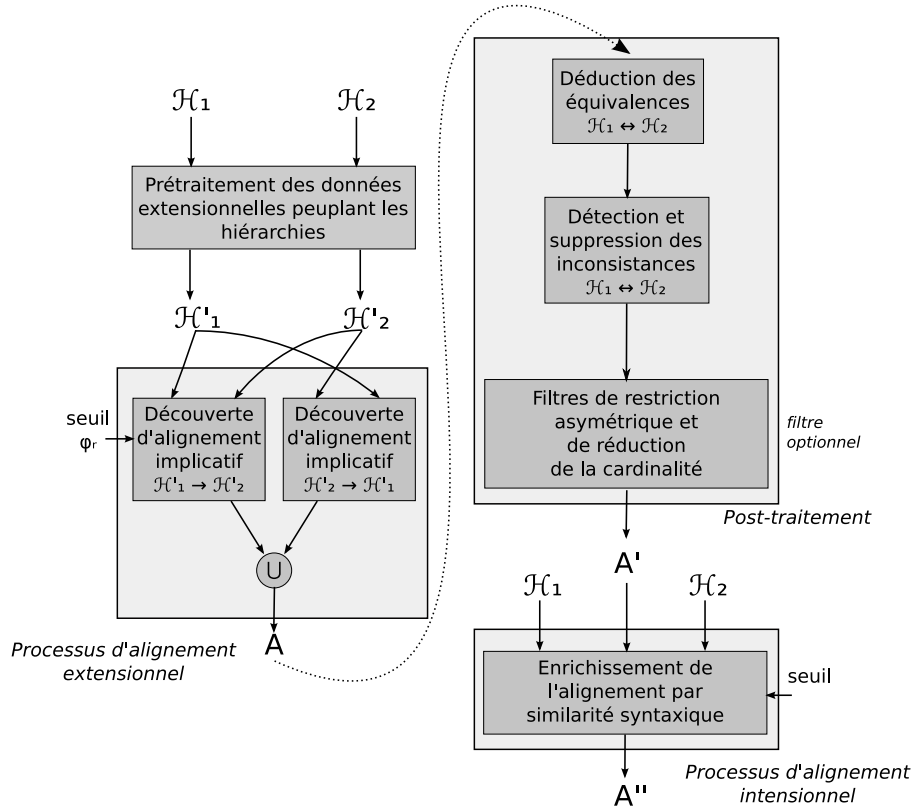 ℋ₁
ℋ₂
Prétraitement des données
extensionnelles peuplant les
hiérarchies
ℋ'₁
ℋ'₂
seuil
φᵣ
Découverte
d'alignement
implicatif
ℋ'₁ → ℋ'₂
Découverte
d'alignement
implicatif
ℋ'₂ → ℋ'₁
U
A
Processus d'alignement
extensionnel
Déduction des
équivalences
ℋ₁ ↔ ℋ₂
Détection et
suppression des
inconsistances
ℋ₁ ↔ ℋ₂
Filtres de restriction
asymétrique et
de réduction
de la cardinalité
filtre
optionnel
Post-traitement
A'
ℋ₁
ℋ₂
Enrichissement de
l'alignement par
similarité syntaxique
seuil
A"
Processus d'alignement
intensionnel